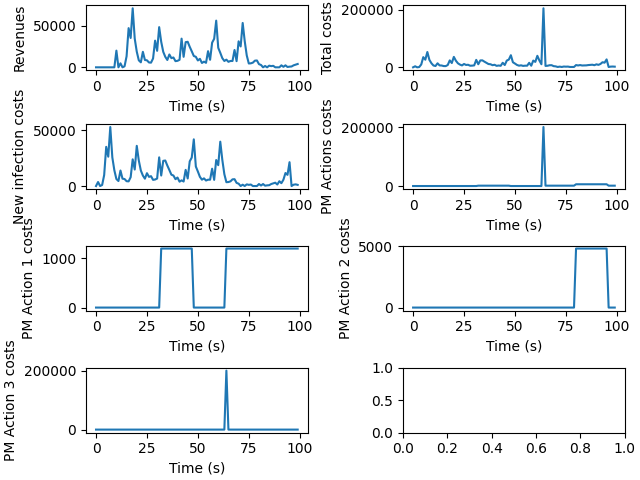 Revenues
50000
0
0 25 50 75 100
Time (s)
Total costs
200000
0
0 25 50 75 100
Time (s)
New infection costs
50000
0
0 25 50 75 100
Time (s)
PM Actions costs
200000
0
0 25 50 75 100
Time (s)
PM Action 1 costs
1000
0
0 25 50 75 100
Time (s)
PM Action 2 costs
5000
0
0 25 50 75 100
Time (s)
PM Action 3 costs
200000
0
0 25 50 75 100
Time (s)
1.0
0.5
0.0
0.0 0.2 0.4 0.6 0.8 1.0